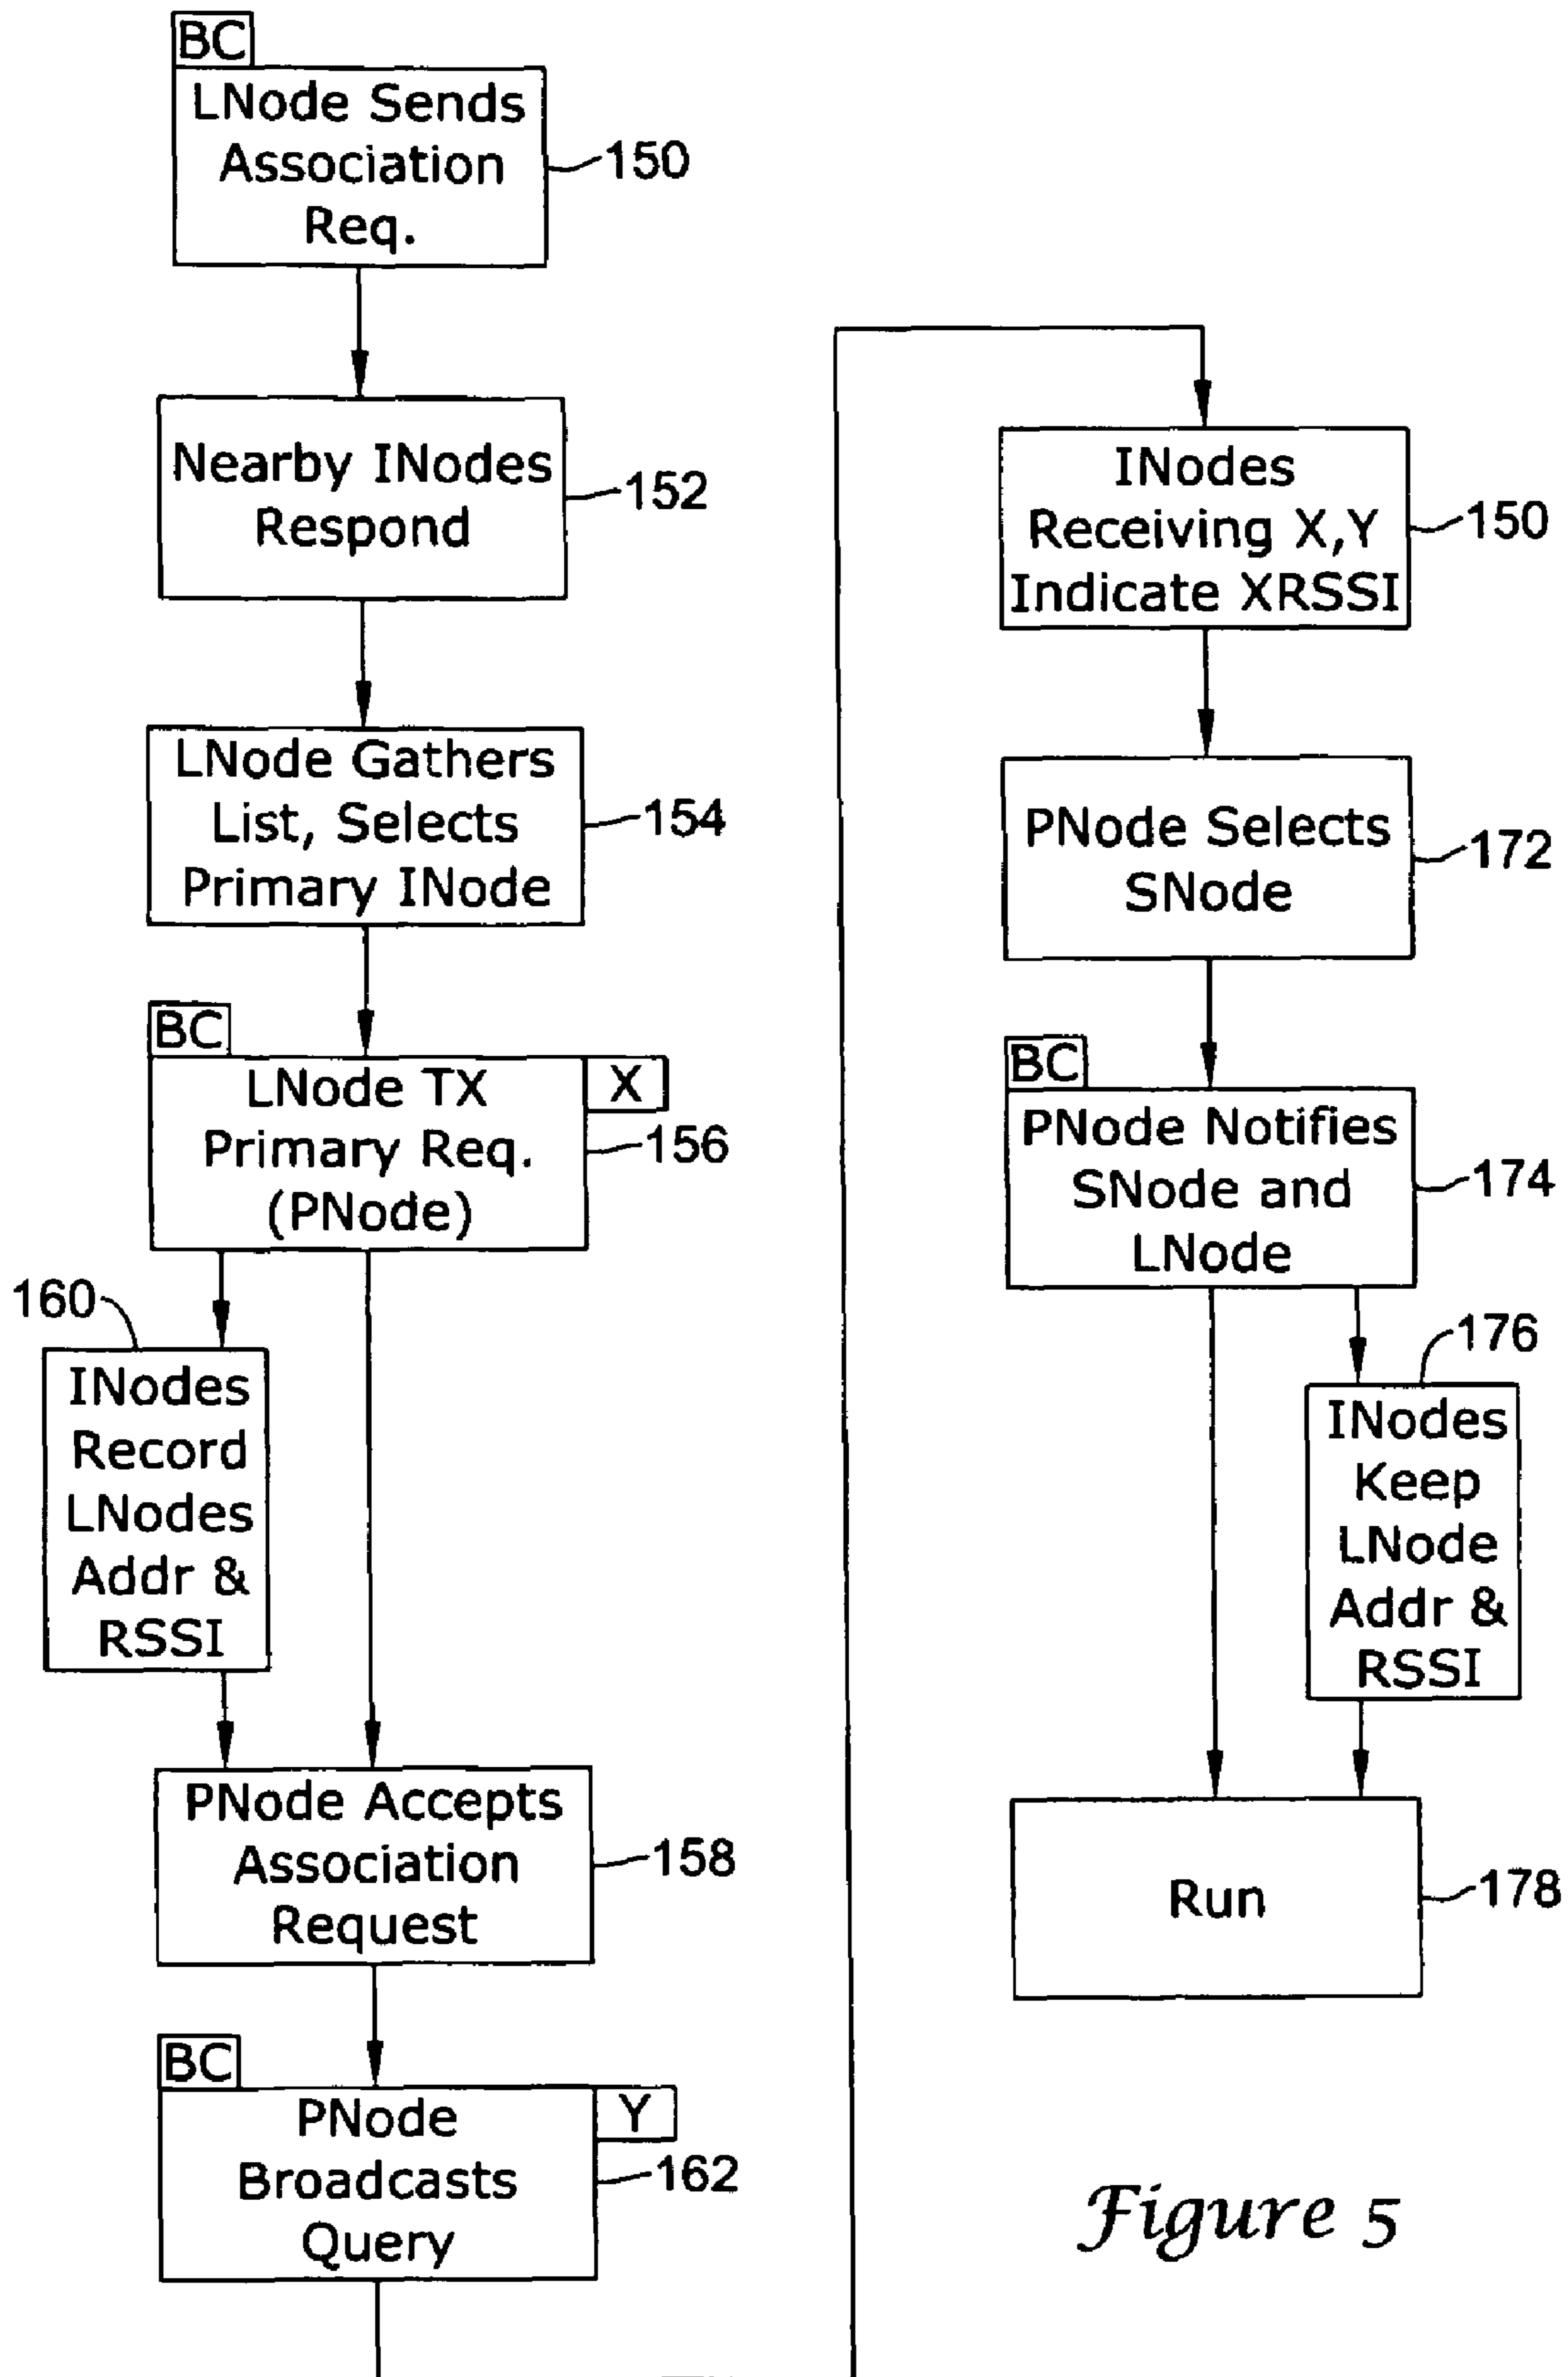 BC
LNode Sends
Association
Req.
150
Nearby INodes
Respond
152
LNode Gathers
List, Selects
Primary INode
154
BC
LNode TX
Primary Req.
(PNode)
X
156
160
INodes
Record
LNodes
Addr &
RSSI
PNode Accepts
Association
Request
158
BC
PNode
Broadcasts
Query
Y
162
INodes
Receiving X,Y
Indicate XRSSI
150
PNode Selects
SNode
172
BC
PNode Notifies
SNode and
LNode
174
176
INodes
Keep
LNode
Addr &
RSSI
Run
178
Figure 5